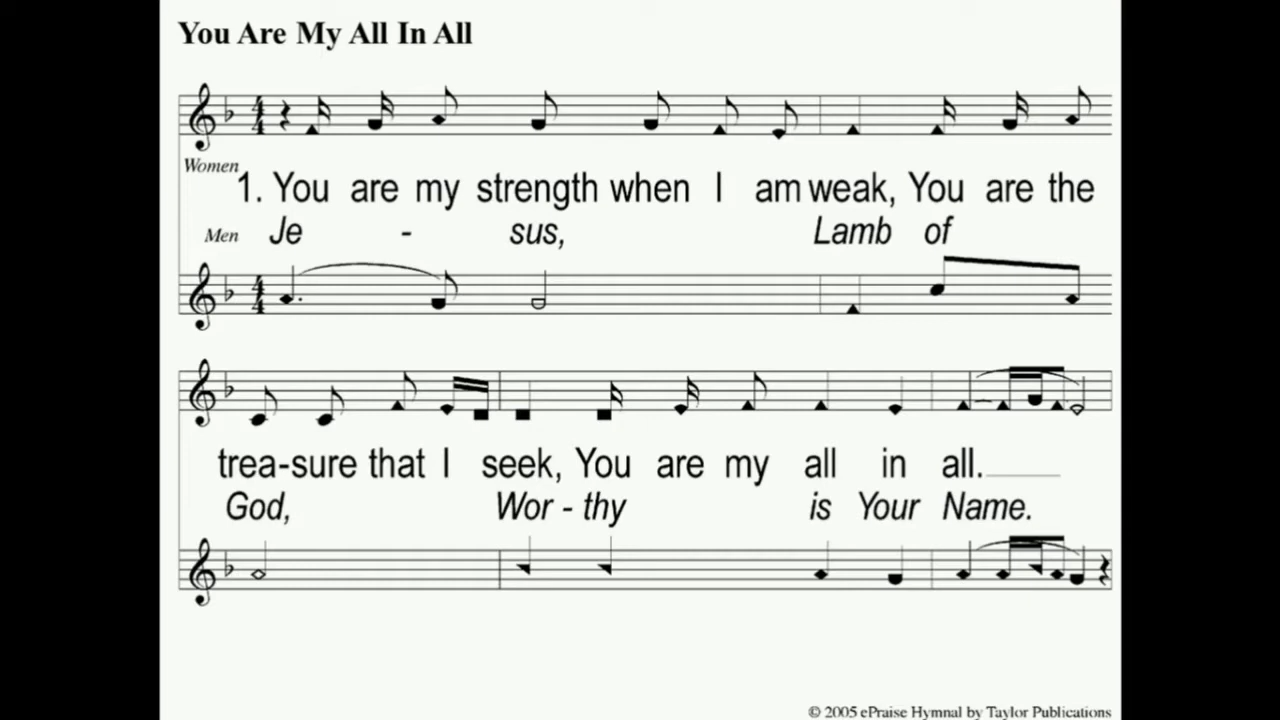 You Are My All In All
Women
1. You are my strength when I am weak, You are the
Men Je - sus, Lamb of
trea-sure that I seek, You are my all in all.
God, Wor - thy is Your Name.
© 2005 ePraise Hymnal by Taylor Publications